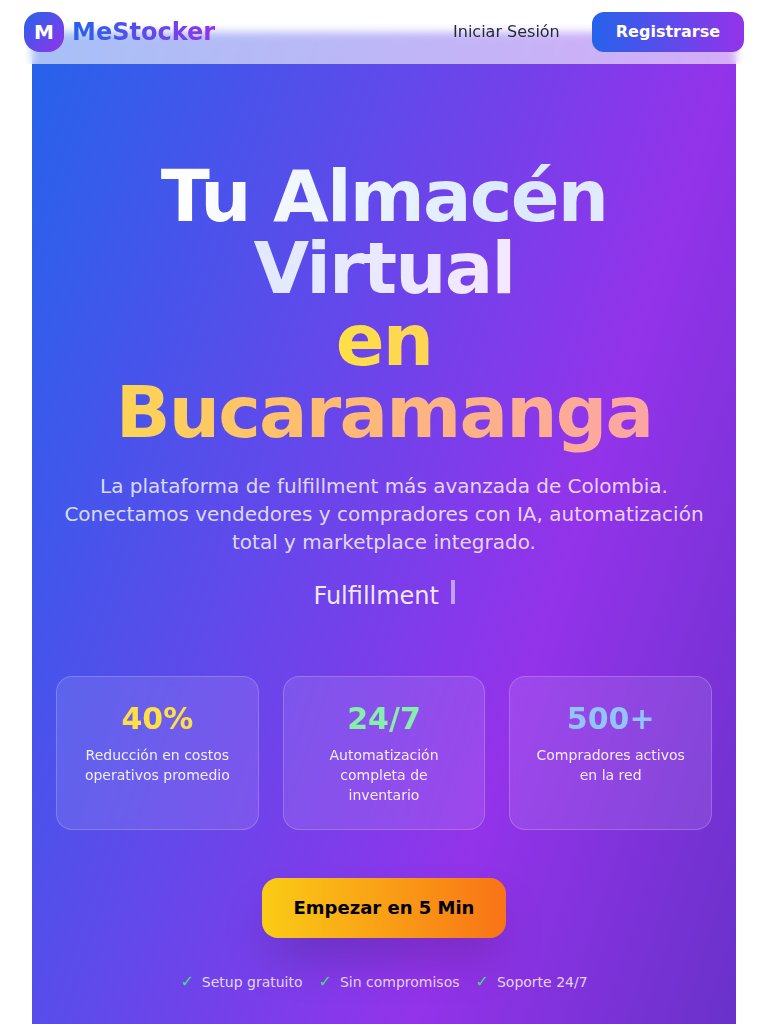 M MeStocker Iniciar Sesión Registrarse
Tu Almacén
Virtual
en
Bucaramanga
La plataforma de fulfillment más avanzada de Colombia.
Conectamos vendedores y compradores con IA, automatización
total y marketplace integrado.
Fulfillment
40%
Reducción en costos
operativos promedio
24/7
Automatización
completa de
inventario
500+
Compradores activos
en la red
Empezar en 5 Min
✓ Setup gratuito ✓ Sin compromisos ✓ Soporte 24/7